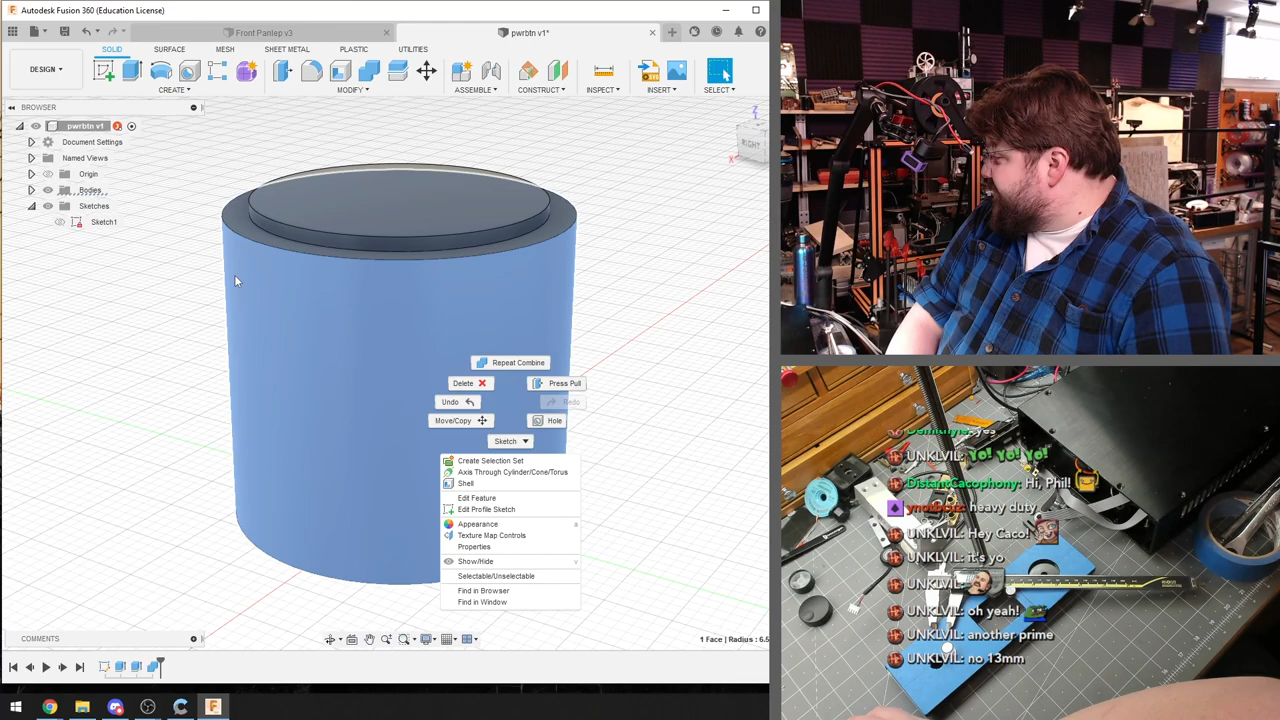 Autodesk Fusion 360 (Education License)
Front Panlep v3
pwrbtn v1*
SOLID SURFACE MESH SHEET METAL PLASTIC UTILITIES
DESIGN
CREATE MODIFY ASSEMBLE CONSTRUCT INSPECT INSERT SELECT
BROWSER
pwrbtn v1
Document Settings
Named Views
Origin
Bodies
Sketches
Sketch1
Z
RIGHT
X
Repeat Combine
Delete
Press Pull
Undo
Redo
Move/Copy
Hole
Sketch
Create Selection Set
Axis Through Cylinder/Cone/Torus
Shell
Edit Feature
Edit Profile Sketch
Appearance a
Texture Map Controls
Properties
Show/Hide v
Selectable/Unselectable
Find in Browser
Find in Window
COMMENTS
1 Face | Radius : 6.5
yes
UNKLVIL: Yo! Yo! Yo!
DistantCacophony: Hi, Phil!
heavy duty
UNKLVIL: Hey Caco!
UNKLVIL: it's yo
UNKLVIL:
UNKLVIL: oh yeah!
UNKLVIL: another prime
UNKLVIL: no 13mm